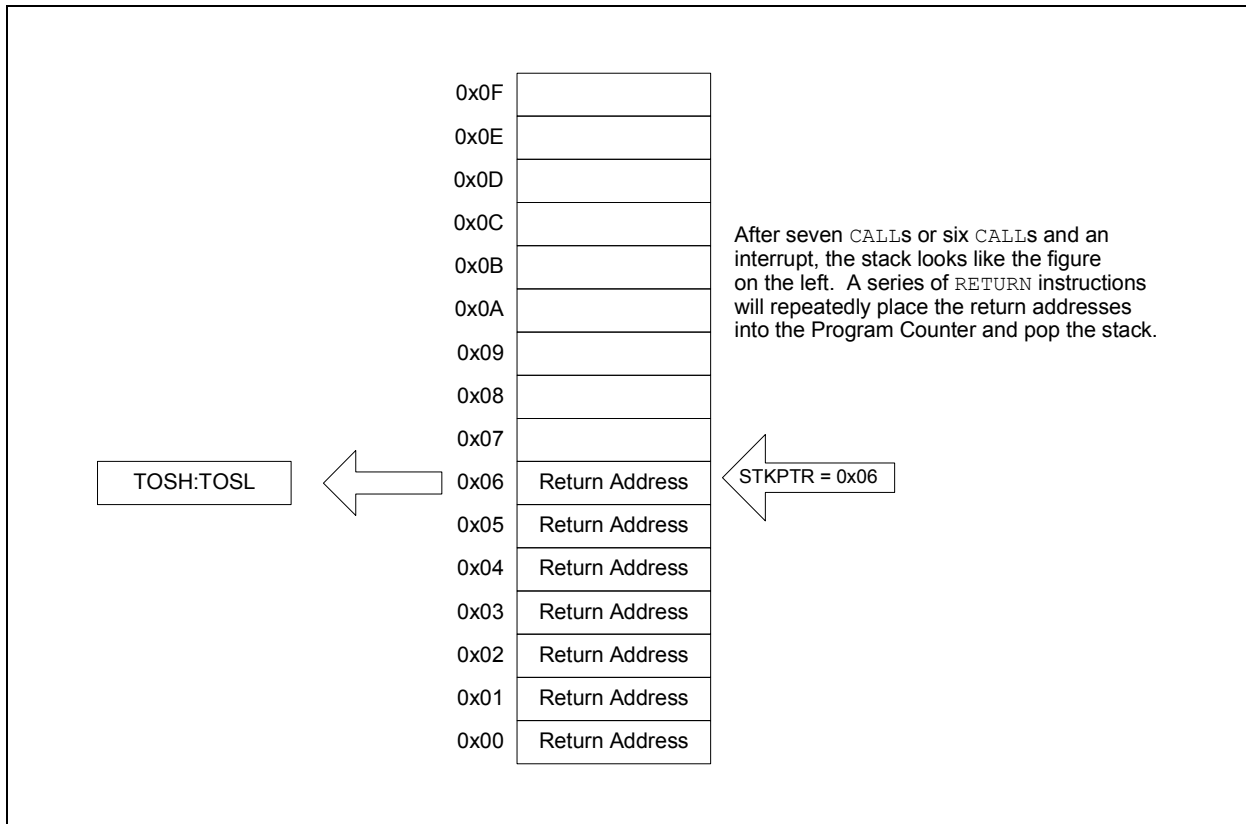 0x0F
0x0E
0x0D
0x0C
0x0B
0x0A
0x09
0x08
0x07
After seven CALLs or six CALLs and an
interrupt, the stack looks like the figure
on the left.  A series of RETURN instructions
will repeatedly place the return addresses
into the Program Counter and pop the stack.
TOSH:TOSL
0x06 Return Address
STKPTR = 0x06
0x05 Return Address
0x04 Return Address
0x03 Return Address
0x02 Return Address
0x01 Return Address
0x00 Return Address